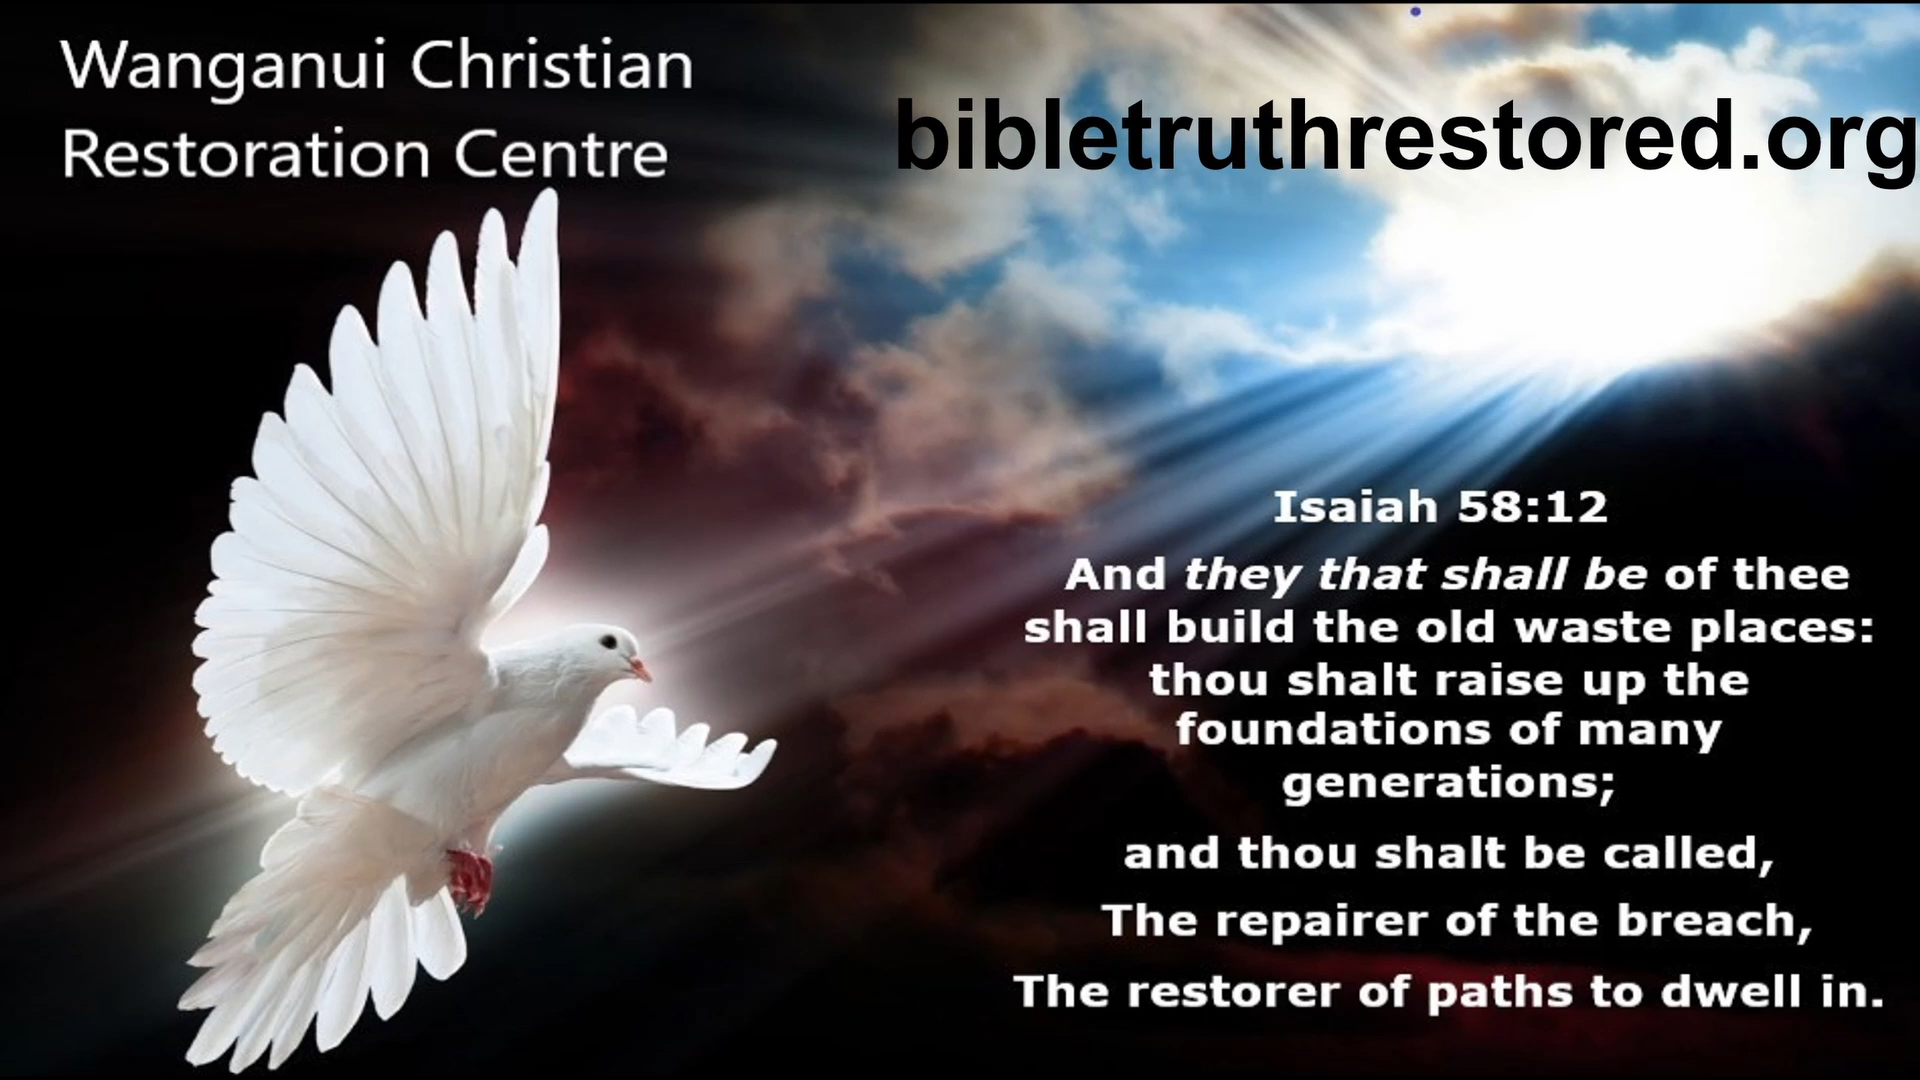 Wanganui Christian
Restoration Centre
bibletruthrestored.org
Isaiah 58:12
And they that shall be of thee
shall build the old waste places:
thou shalt raise up the
foundations of many
generations;
and thou shalt be called,
The repairer of the breach,
The restorer of paths to dwell in.